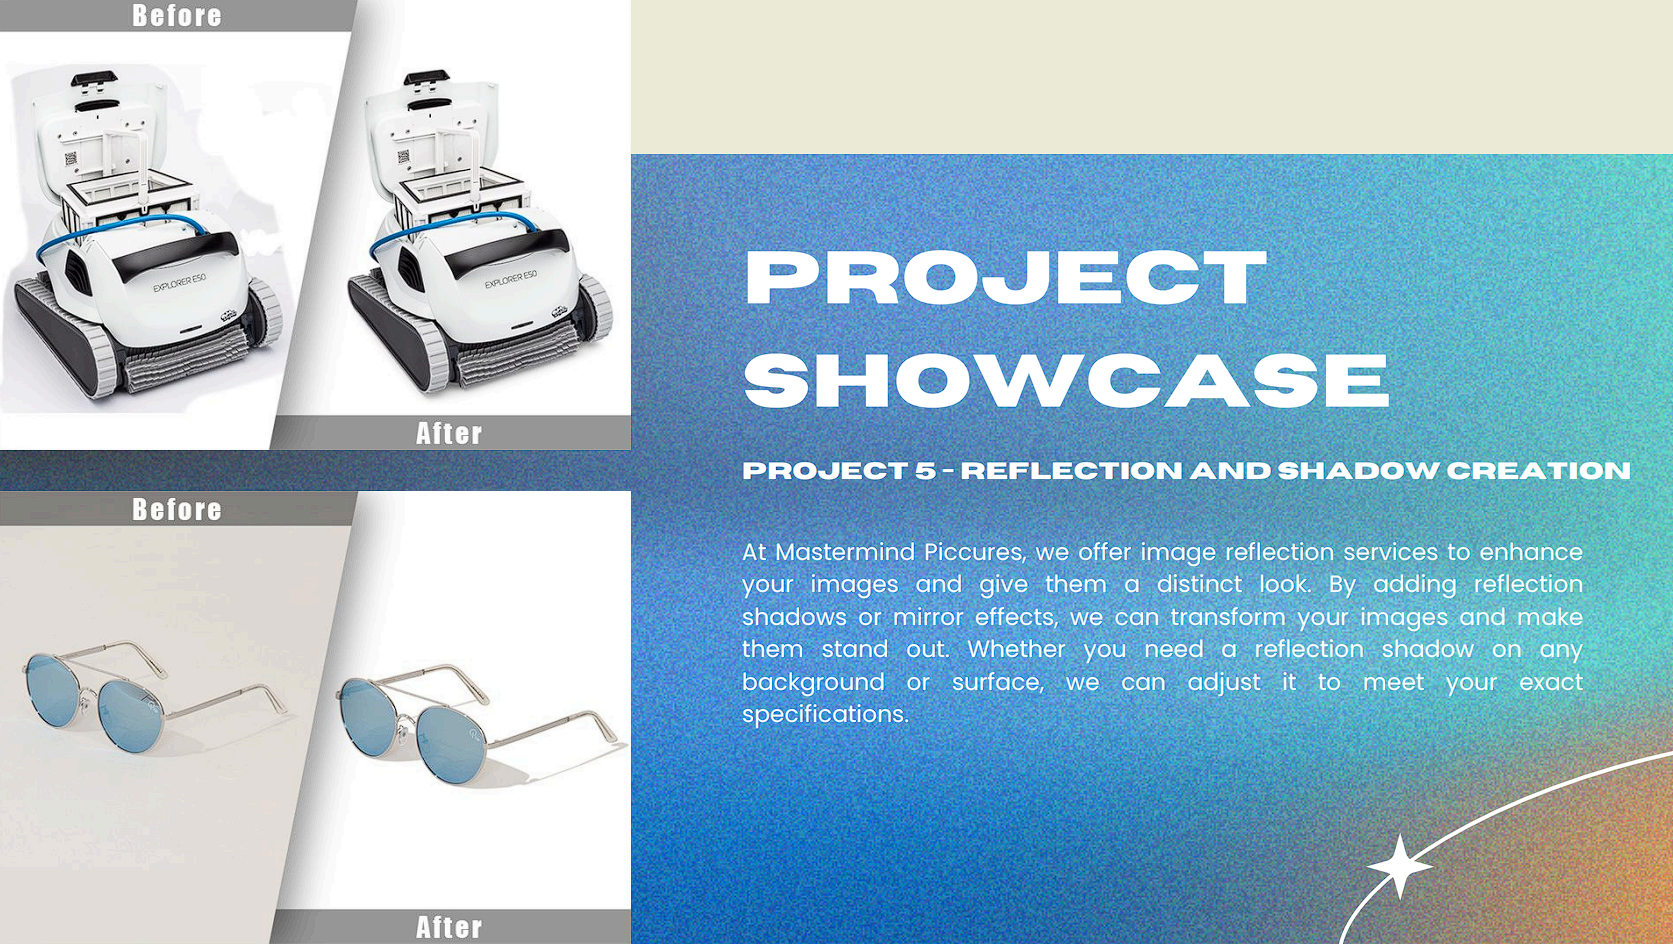 Before
EXPLORER E50
EXPLORER E50
After
Before
After
PROJECT
SHOWCASE
PROJECT 5 - REFLECTION AND SHADOW CREATION
At Mastermind Piccures, we offer image reflection services to enhance
your images and give them a distinct look. By adding reflection
shadows or mirror effects, we can transform your images and make
them stand out. Whether you need a reflection shadow on any
background or surface, we can adjust it to meet your exact
specifications.